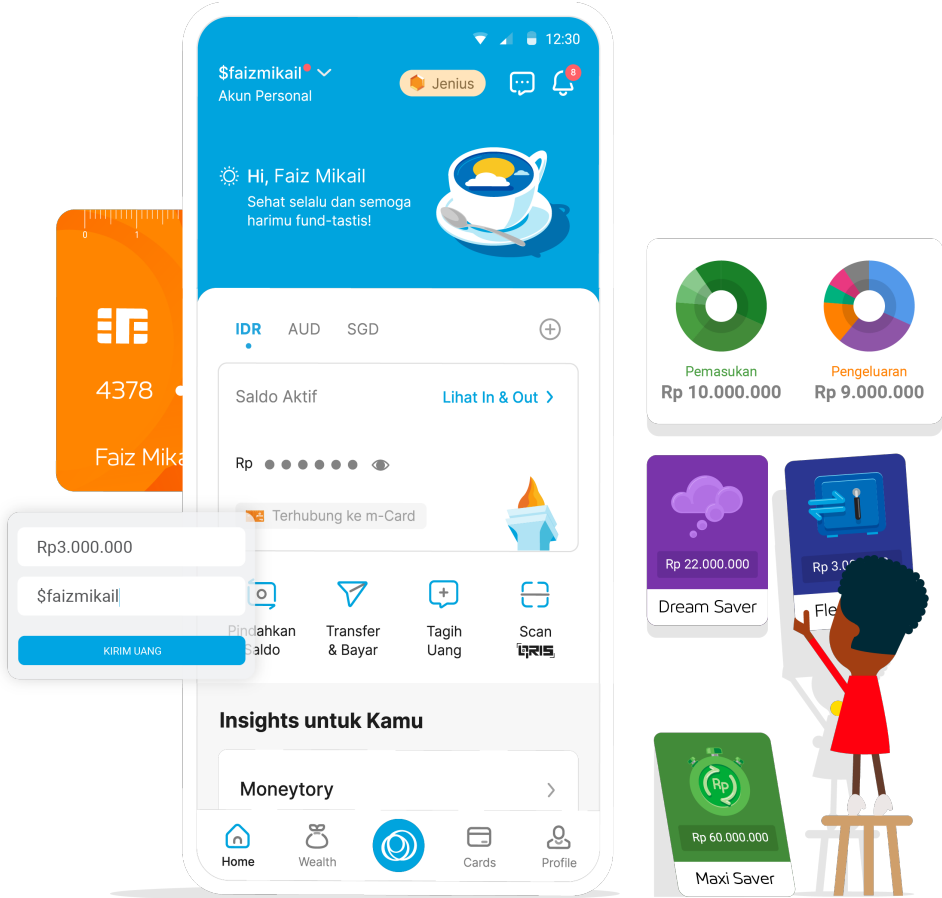 12:30
$faizmikail
Akun Personal
Jenius
8
Hi, Faiz Mikail
Sehat selalu dan semoga
harimu fund-tastis!
0 1
4378
Faiz Mika
IDR AUD SGD
Saldo Aktif
Lihat In & Out
Rp
Terhubung ke m-Card
Rp3.000.000
$faizmikail
KIRIM UANG
Pindahkan
Saldo
Transfer
& Bayar
Tagih
Uang
Scan
QRIS
Insights untuk Kamu
Moneytory
Home
Wealth
Cards
Profile
Pemasukan
Rp 10.000.000
Pengeluaran
Rp 9.000.000
Rp 22.000.000
Dream Saver
Rp 3.0
Fle
Rp
Rp 60.000.000
Maxi Saver